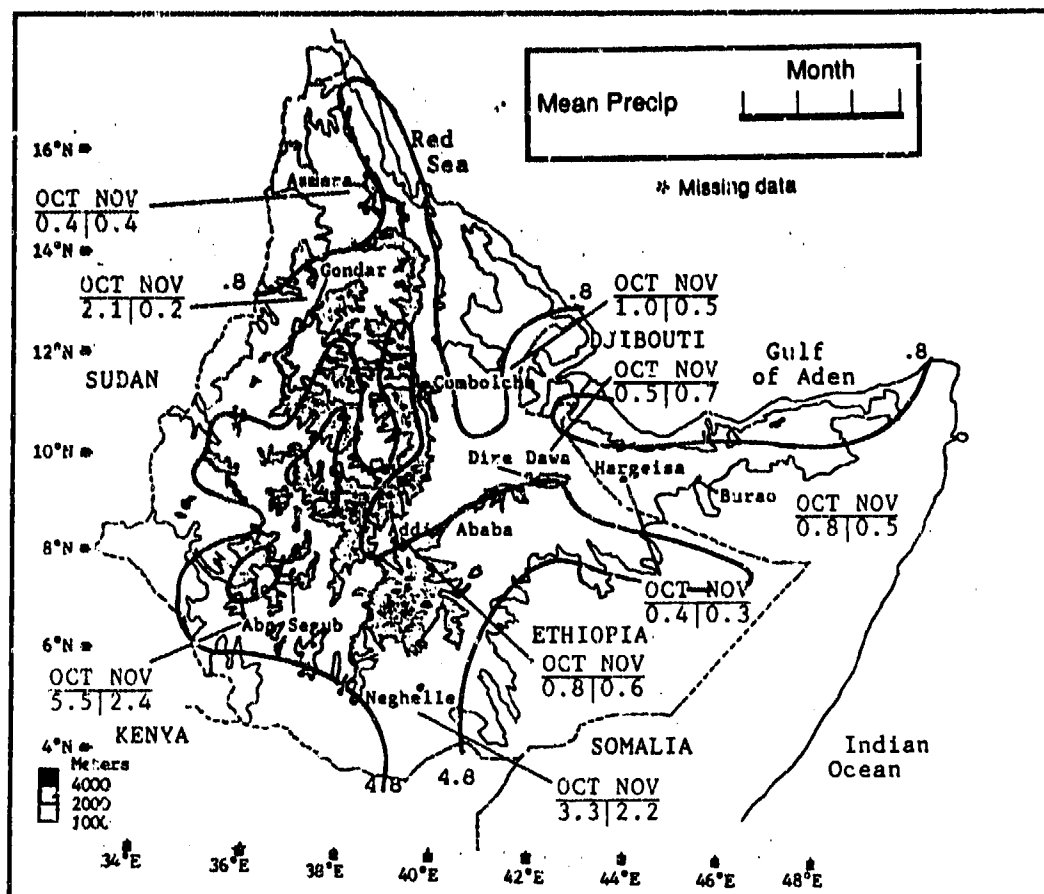 Month
Mean Precip
* Missing data
16°N
Red
Sea
Asmara
OCT NOV
0.4|0.4
14°N
Gondar
OCT NOV
2.1|0.2
.8
OCT NOV
1.0|0.5
.8
DJIBOUTI
12°N
SUDAN
Combolcha
OCT NOV
0.5|0.7
Gulf
of Aden
.8
10°N
Dire Dawa
Hargeisa
Burao
OCT NOV
0.8|0.5
Addis Ababa
8°N
OCT NOV
0.4|0.3
Abo Segub
6°N
ETHIOPIA
OCT NOV
0.8|0.6
OCT NOV
5.5|2.4
Neghelle
KENYA
SOMALIA
Indian
Ocean
4°N
Meters
4000
2000
1000
4.8
4.8
OCT NOV
3.3|2.2
34°E
36°E
38°E
40°E
42°E
44°E
46°E
48°E